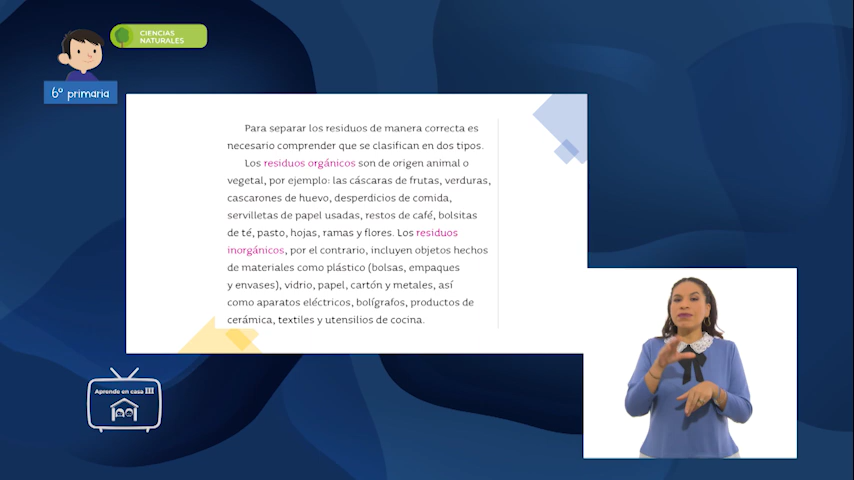 CIENCIAS
NATURALES
6º primaria
Para separar los residuos de manera correcta es
necesario comprender que se clasifican en dos tipos.
Los residuos orgánicos son de origen animal o
vegetal, por ejemplo: las cáscaras de frutas, verduras,
cascarones de huevo, desperdicios de comida,
servilletas de papel usadas, restos de café, bolsitas
de té, pasto, hojas, ramas y flores. Los residuos
inorgánicos, por el contrario, incluyen objetos hechos
de materiales como plástico (bolsas, empaques
y envases), vidrio, papel, cartón y metales, así
como aparatos eléctricos, bolígrafos, productos de
cerámica, textiles y utensilios de cocina.
Aprende en casa III